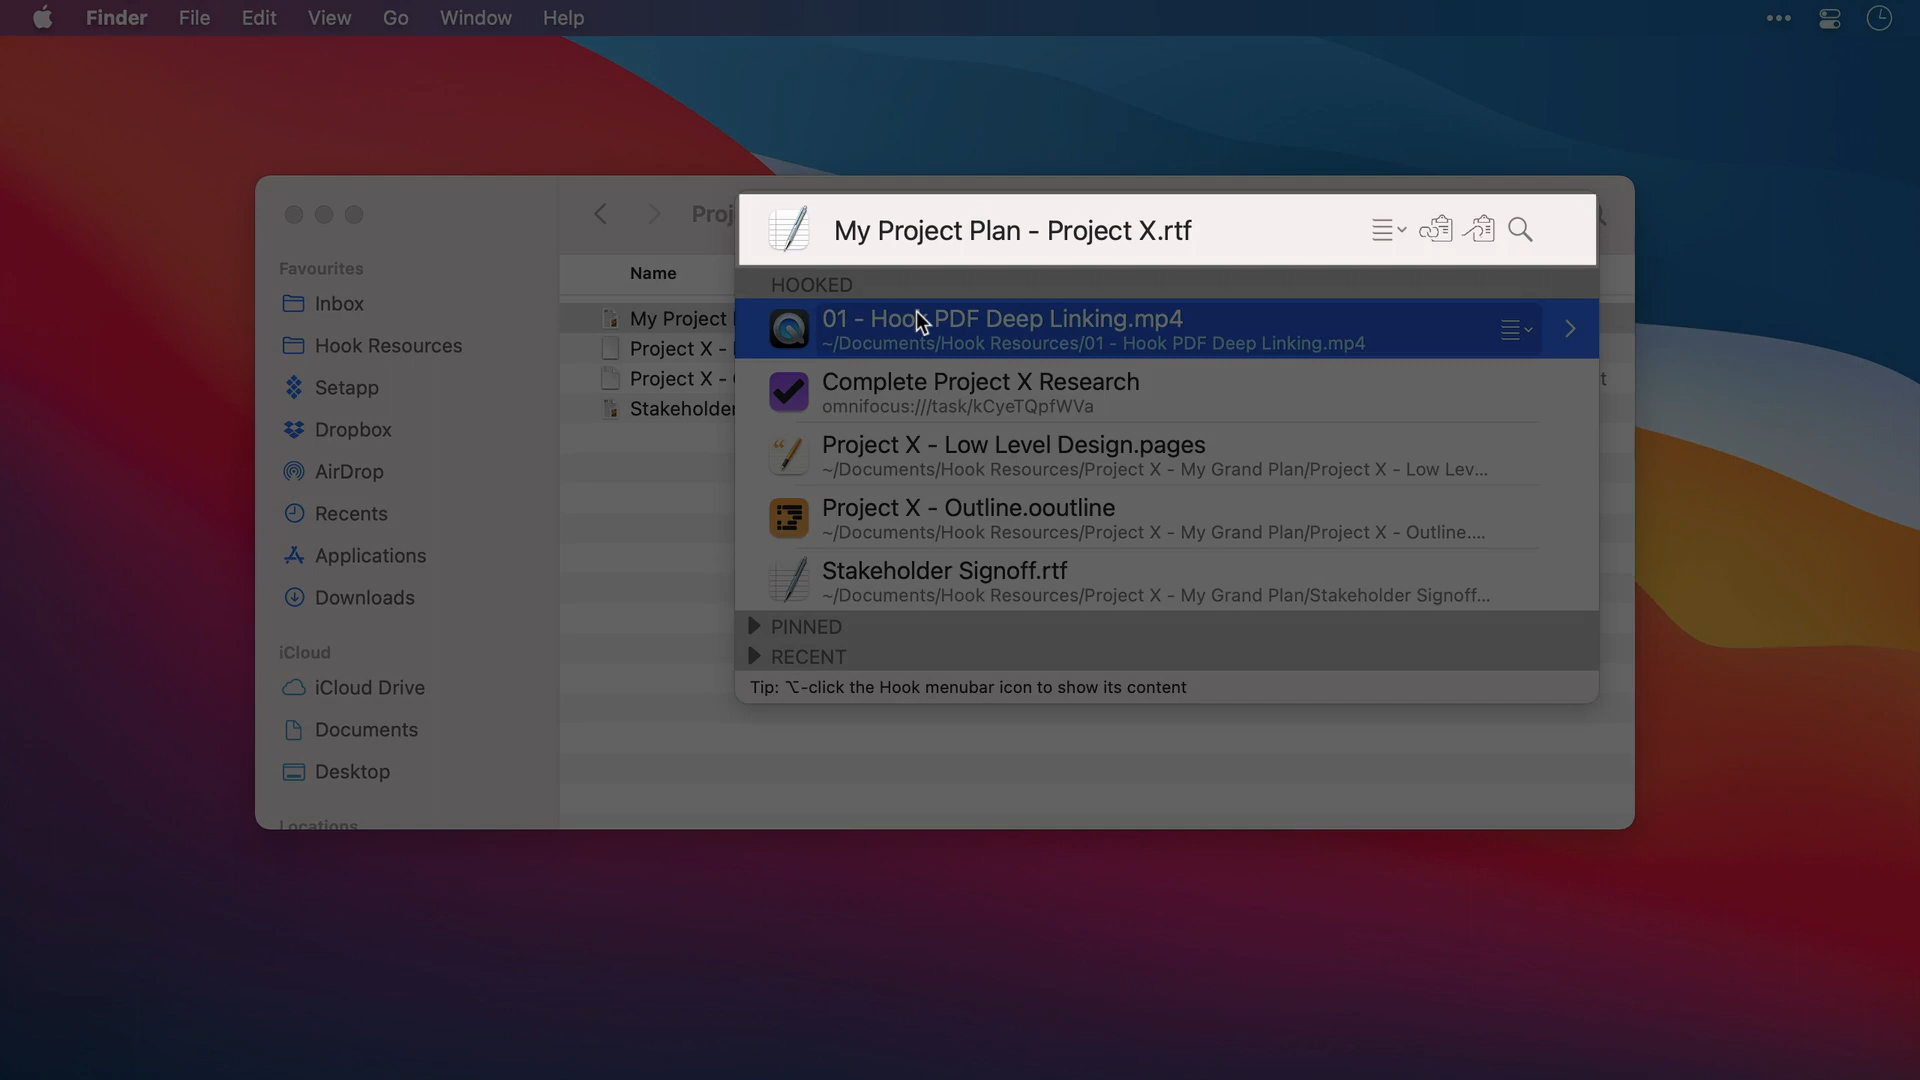 Finder File Edit View Go Window Help
Proj
Favourites
Inbox
Hook Resources
Setapp
Dropbox
AirDrop
Recents
Applications
Downloads
iCloud
iCloud Drive
Documents
Desktop
Locations
Name
My Project
Project X -
Project X -
Stakeholder
My Project Plan - Project X.rtf
HOOKED
01 - Hook PDF Deep Linking.mp4
~/Documents/Hook Resources/01 - Hook PDF Deep Linking.mp4
Complete Project X Research
omnifocus:///task/kCyeTQpfWVa
Project X - Low Level Design.pages
~/Documents/Hook Resources/Project X - My Grand Plan/Project X - Low Lev...
Project X - Outline.ooutline
~/Documents/Hook Resources/Project X - My Grand Plan/Project X - Outline....
Stakeholder Signoff.rtf
~/Documents/Hook Resources/Project X - My Grand Plan/Stakeholder Signoff...
PINNED
RECENT
Tip: ⌥-click the Hook menubar icon to show its content